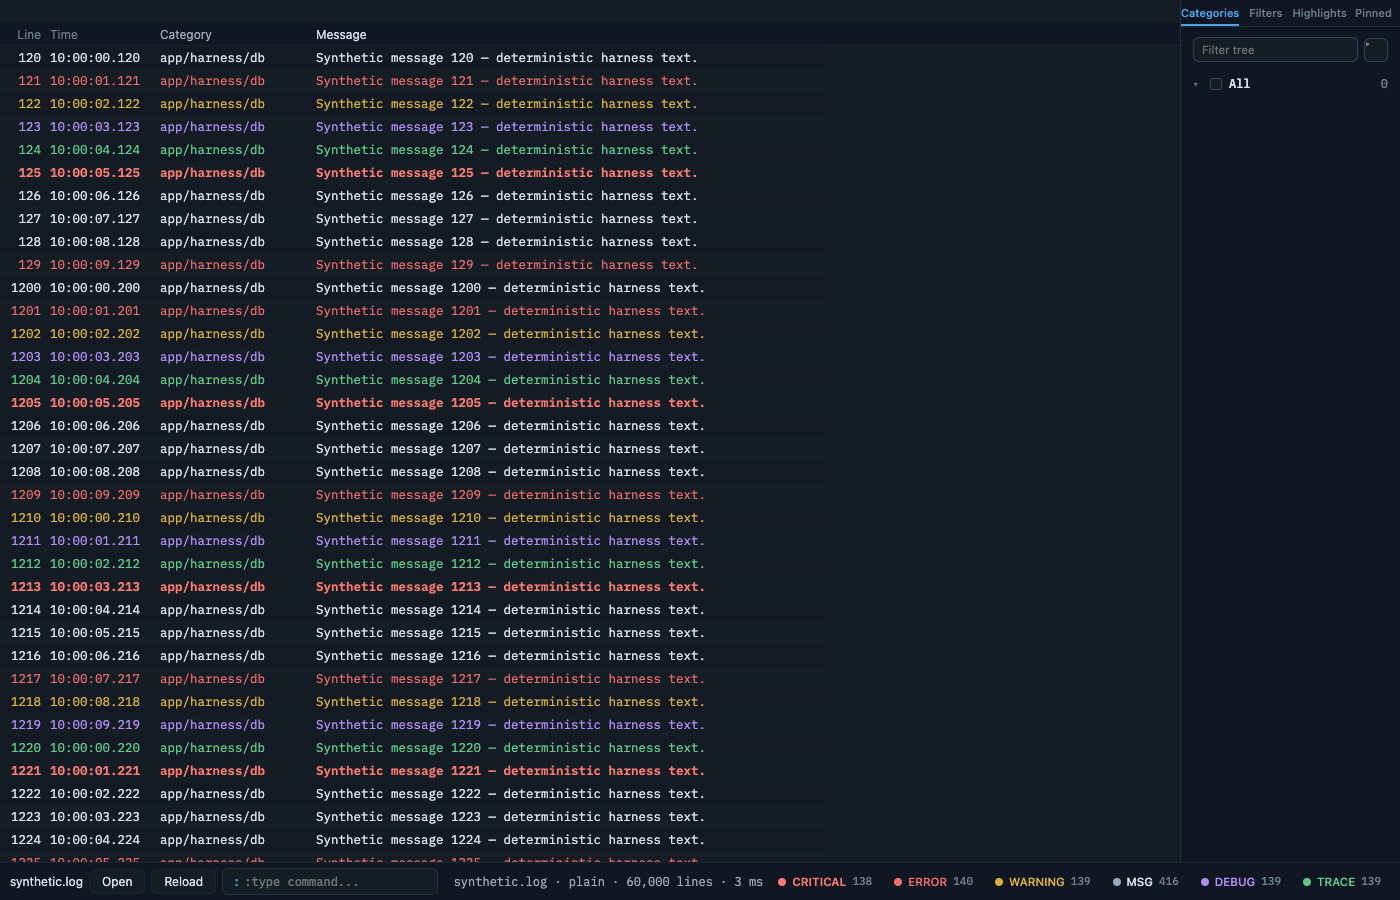 Categories Filters Highlights Pinned
Line Time Category Message
Filter tree
All 0
120 10:00:00.120 app/harness/db Synthetic message 120 — deterministic harness text.
121 10:00:01.121 app/harness/db Synthetic message 121 — deterministic harness text.
122 10:00:02.122 app/harness/db Synthetic message 122 — deterministic harness text.
123 10:00:03.123 app/harness/db Synthetic message 123 — deterministic harness text.
124 10:00:04.124 app/harness/db Synthetic message 124 — deterministic harness text.
125 10:00:05.125 app/harness/db Synthetic message 125 — deterministic harness text.
126 10:00:06.126 app/harness/db Synthetic message 126 — deterministic harness text.
127 10:00:07.127 app/harness/db Synthetic message 127 — deterministic harness text.
128 10:00:08.128 app/harness/db Synthetic message 128 — deterministic harness text.
129 10:00:09.129 app/harness/db Synthetic message 129 — deterministic harness text.
1200 10:00:00.200 app/harness/db Synthetic message 1200 — deterministic harness text.
1201 10:00:01.201 app/harness/db Synthetic message 1201 — deterministic harness text.
1202 10:00:02.202 app/harness/db Synthetic message 1202 — deterministic harness text.
1203 10:00:03.203 app/harness/db Synthetic message 1203 — deterministic harness text.
1204 10:00:04.204 app/harness/db Synthetic message 1204 — deterministic harness text.
1205 10:00:05.205 app/harness/db Synthetic message 1205 — deterministic harness text.
1206 10:00:06.206 app/harness/db Synthetic message 1206 — deterministic harness text.
1207 10:00:07.207 app/harness/db Synthetic message 1207 — deterministic harness text.
1208 10:00:08.208 app/harness/db Synthetic message 1208 — deterministic harness text.
1209 10:00:09.209 app/harness/db Synthetic message 1209 — deterministic harness text.
1210 10:00:00.210 app/harness/db Synthetic message 1210 — deterministic harness text.
1211 10:00:01.211 app/harness/db Synthetic message 1211 — deterministic harness text.
1212 10:00:02.212 app/harness/db Synthetic message 1212 — deterministic harness text.
1213 10:00:03.213 app/harness/db Synthetic message 1213 — deterministic harness text.
1214 10:00:04.214 app/harness/db Synthetic message 1214 — deterministic harness text.
1215 10:00:05.215 app/harness/db Synthetic message 1215 — deterministic harness text.
1216 10:00:06.216 app/harness/db Synthetic message 1216 — deterministic harness text.
1217 10:00:07.217 app/harness/db Synthetic message 1217 — deterministic harness text.
1218 10:00:08.218 app/harness/db Synthetic message 1218 — deterministic harness text.
1219 10:00:09.219 app/harness/db Synthetic message 1219 — deterministic harness text.
1220 10:00:00.220 app/harness/db Synthetic message 1220 — deterministic harness text.
1221 10:00:01.221 app/harness/db Synthetic message 1221 — deterministic harness text.
1222 10:00:02.222 app/harness/db Synthetic message 1222 — deterministic harness text.
1223 10:00:03.223 app/harness/db Synthetic message 1223 — deterministic harness text.
1224 10:00:04.224 app/harness/db Synthetic message 1224 — deterministic harness text.
1225 10:00:05.225 app/harness/db Synthetic message 1225 — deterministic harness text.
synthetic.log Open Reload : :type command... synthetic.log · plain · 60,000 lines · 3 ms CRITICAL 138 ERROR 140 WARNING 139 MSG 416 DEBUG 139 TRACE 139